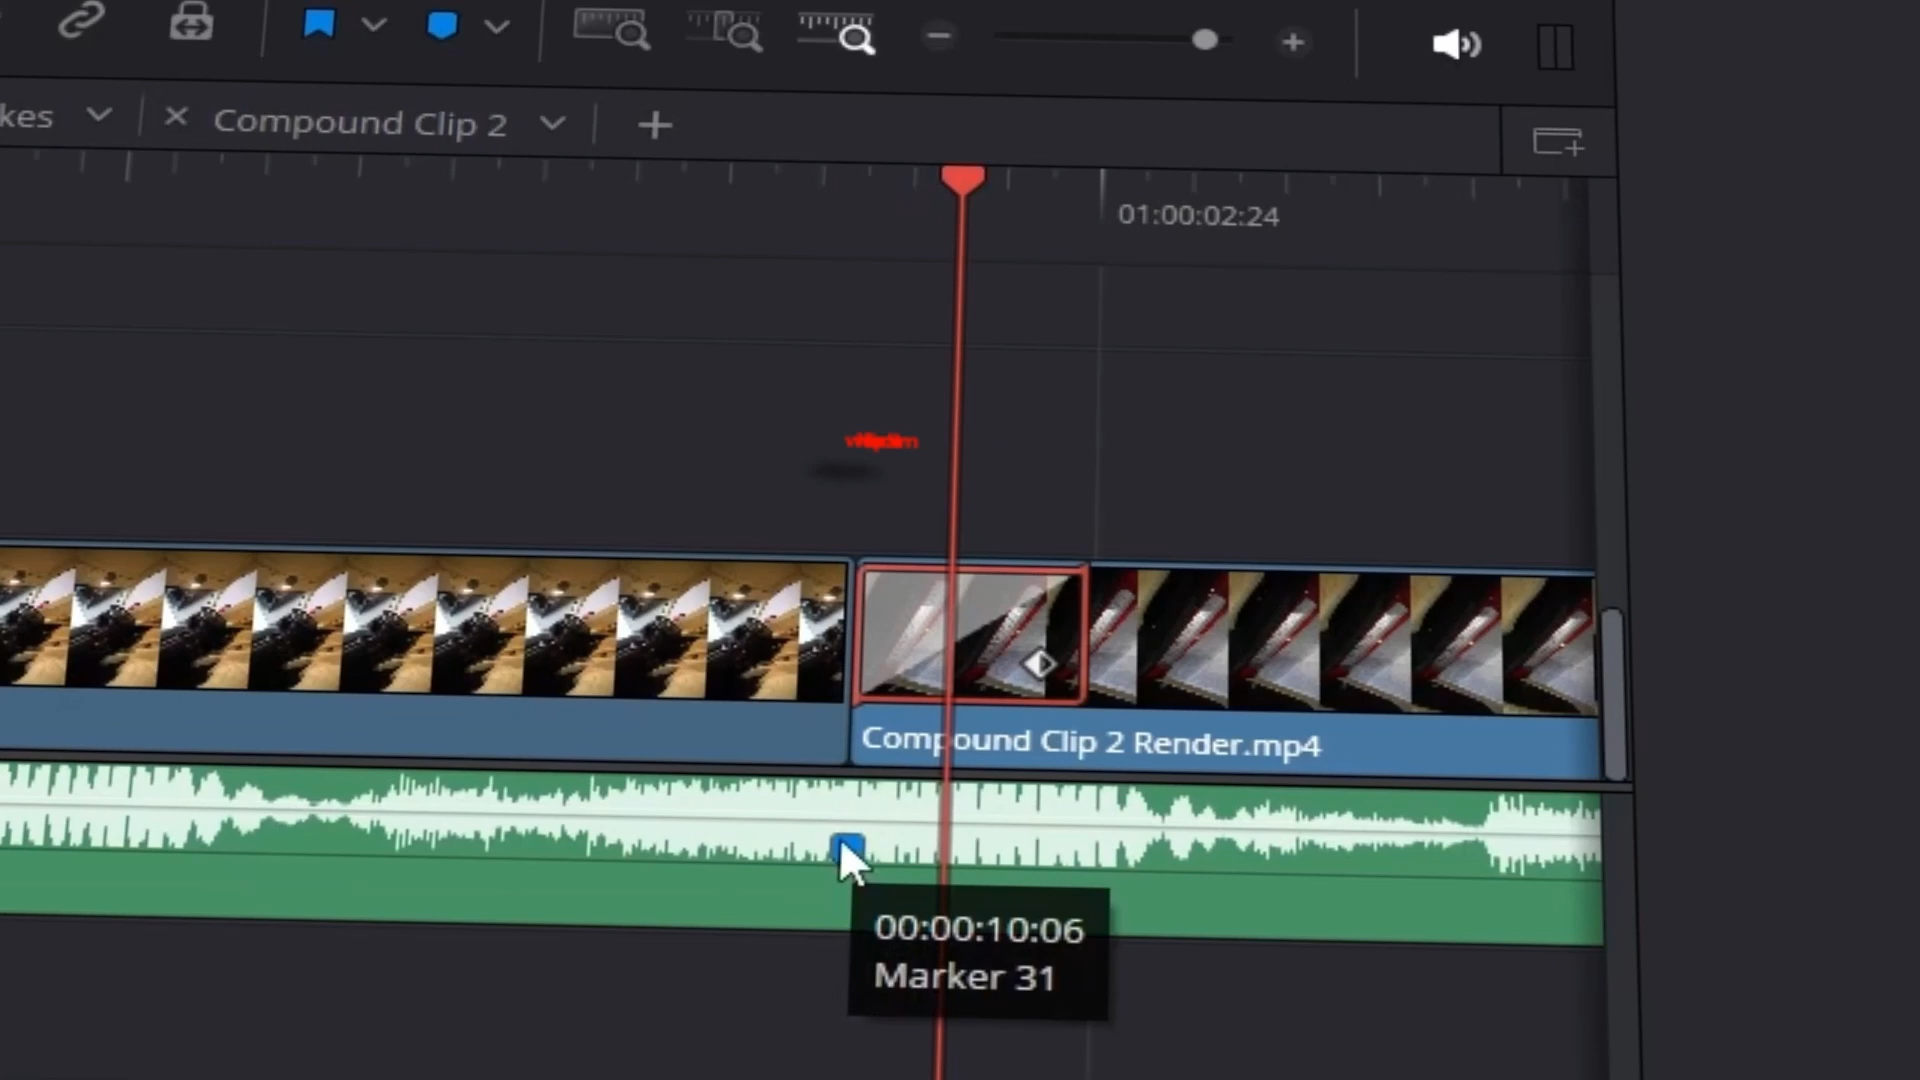 kes
Compound Clip 2
01:00:02:24
Compound Clip 2 Render.mp4
00:00:10:06
Marker 31